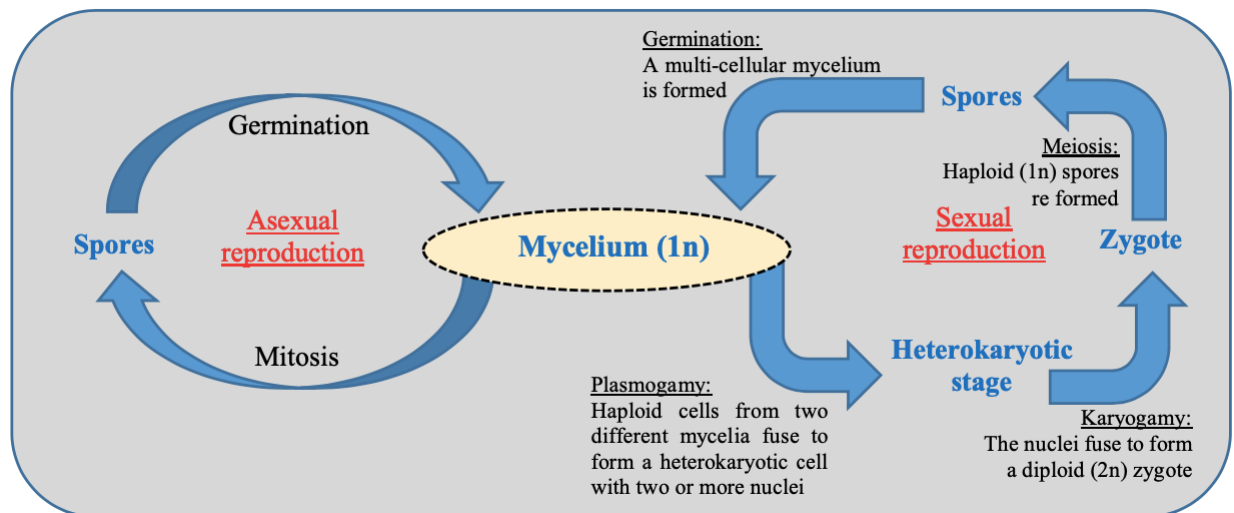 Germination
Asexual
reproduction
Spores
Mitosis
Mycelium (1n)
Germination:
A multi-cellular mycelium
is formed
Spores
Meiosis:
Haploid (1n) spores
re formed
Sexual
reproduction
Zygote
Heterokaryotic
stage
Plasmogamy:
Haploid cells from two
different mycelia fuse to
form a heterokaryotic cell
with two or more nuclei
Karyogamy:
The nuclei fuse to form
a diploid (2n) zygote